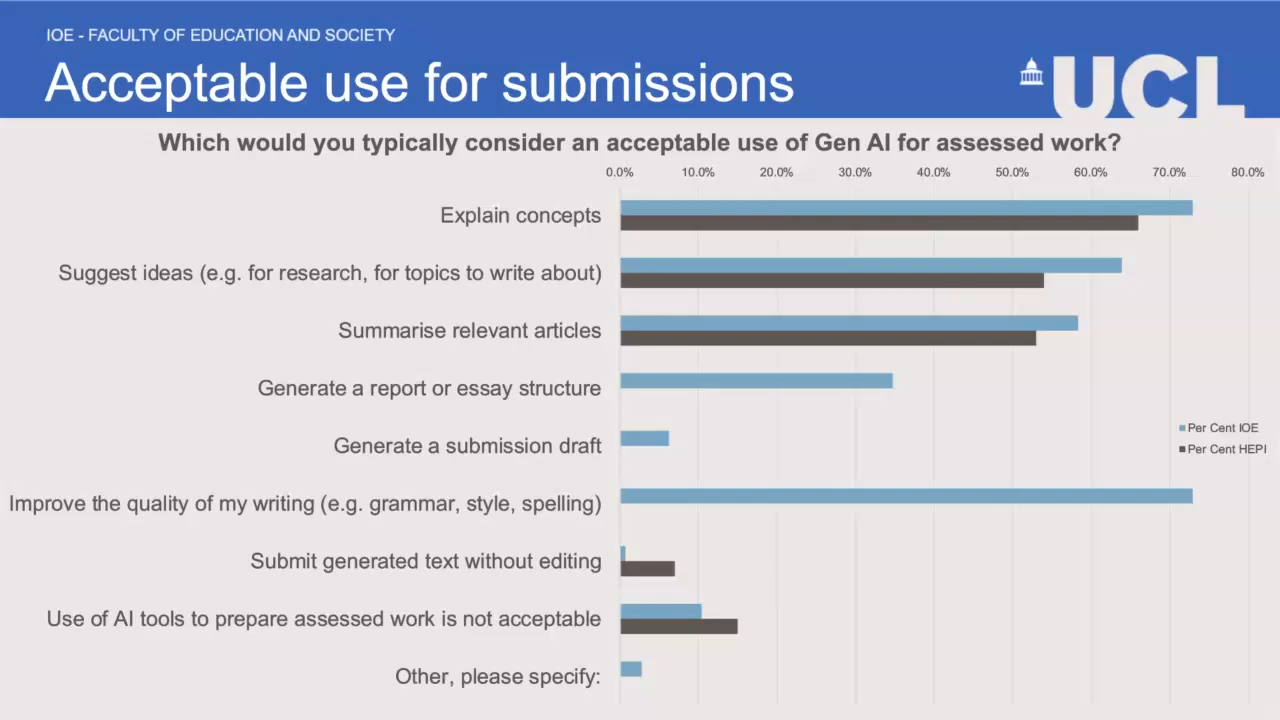 IOE - FACULTY OF EDUCATION AND SOCIETY
Acceptable use for submissions
UCL
Which would you typically consider an acceptable use of Gen AI for assessed work?
0.0% 10.0% 20.0% 30.0% 40.0% 50.0% 60.0% 70.0% 80.0%
Explain concepts
Suggest ideas (e.g. for research, for topics to write about)
Summarise relevant articles
Generate a report or essay structure
Per Cent IOE
Generate a submission draft
Per Cent HEPI
Improve the quality of my writing (e.g. grammar, style, spelling)
Submit generated text without editing
Use of AI tools to prepare assessed work is not acceptable
Other, please specify: